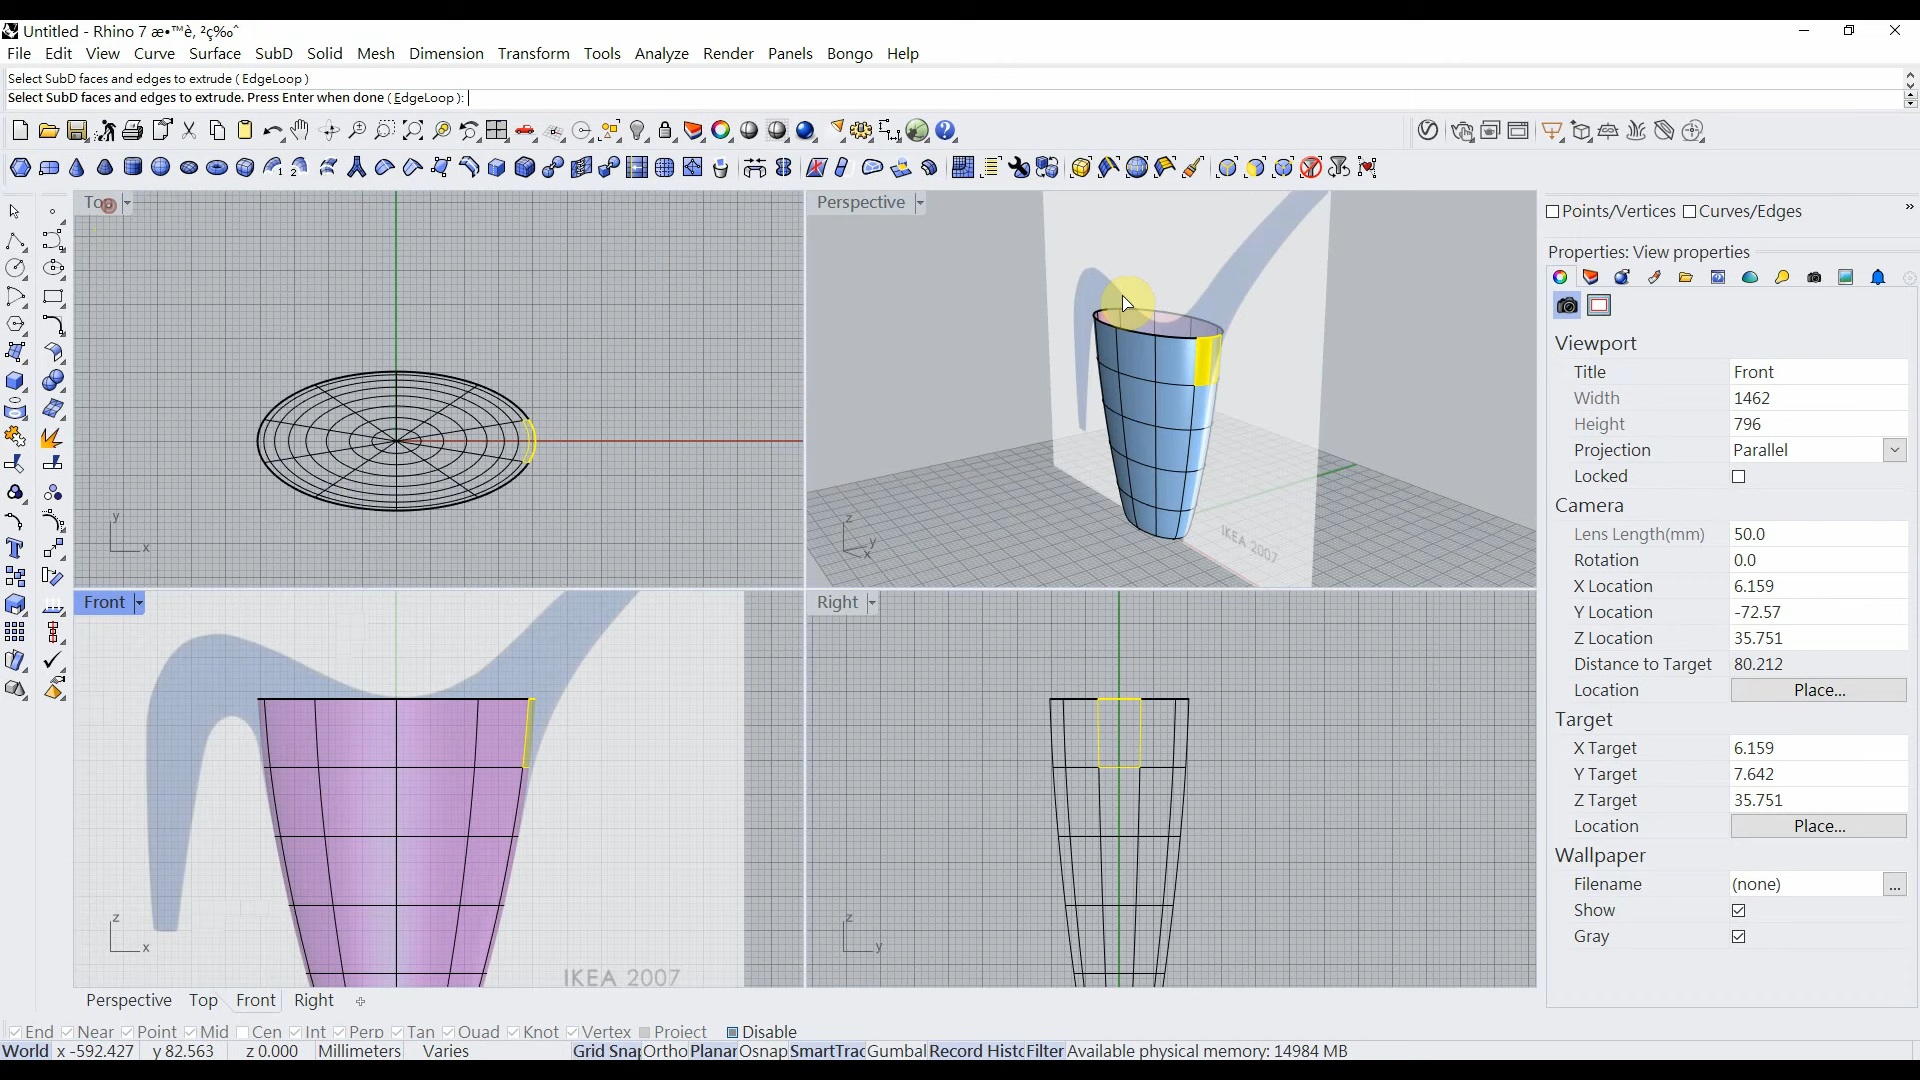 Untitled - Rhino 7 æ•™è‚²ç‰ˆ
File Edit View Curve Surface SubD Solid Mesh Dimension Transform Tools Analyze Render Panels Bongo Help
Select SubD faces and edges to extrude ( EdgeLoop )
Select SubD faces and edges to extrude. Press Enter when done ( EdgeLoop ):
Top
Perspective
Points/Vertices Curves/Edges »
Properties: View properties
Viewport
Title Front
Width 1462
Height 796
Projection Parallel
Locked
Camera
Lens Length(mm) 50.0
Rotation 0.0
X Location 6.159
Y Location -72.57
Z Location 35.751
Distance to Target 80.212
Location Place...
Target
X Target 6.159
Y Target 7.642
Z Target 35.751
Location Place...
Wallpaper
Filename (none) ...
Show
Gray
y
x
z
y
x
IKEA 2007
Front
Right
z
x
z
y
IKEA 2007
Perspective Top Front Right
End Near Point Mid Cen Int Perp Tan Quad Knot Vertex Project Disable
World x -592.427 y 82.563 z 0.000 Millimeters Varies Grid Snap Ortho Planar Osnap SmartTrac Gumbal Record Histo Filter Available physical memory: 14984 MB